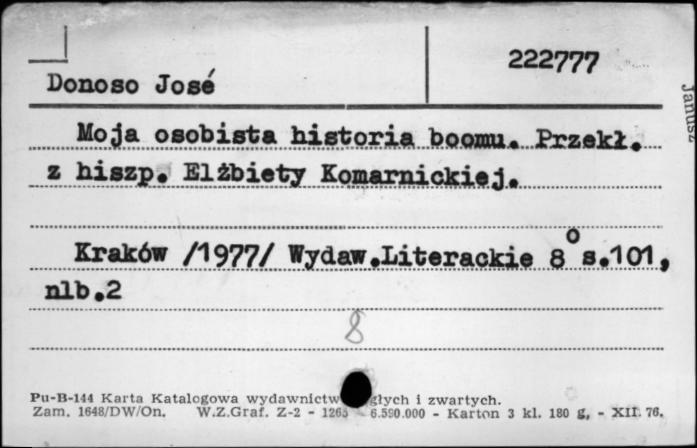 222777
Donoso José
Moja osobista historia boomu. Przekł.
z hiszp. Elżbiety Komarnickiej.
Kraków /1977/ Wydaw.Literackie 8° s.101,
nlb.2
8
Pu-B-144 Karta Katalogowa wydawnictw głych i zwartych.
Zam. 1648/DW/On. W.Z.Graf. Z-2 - 1265 6.590.000 - Karton 3 kl. 180 g, - XII. 76.
Janusz